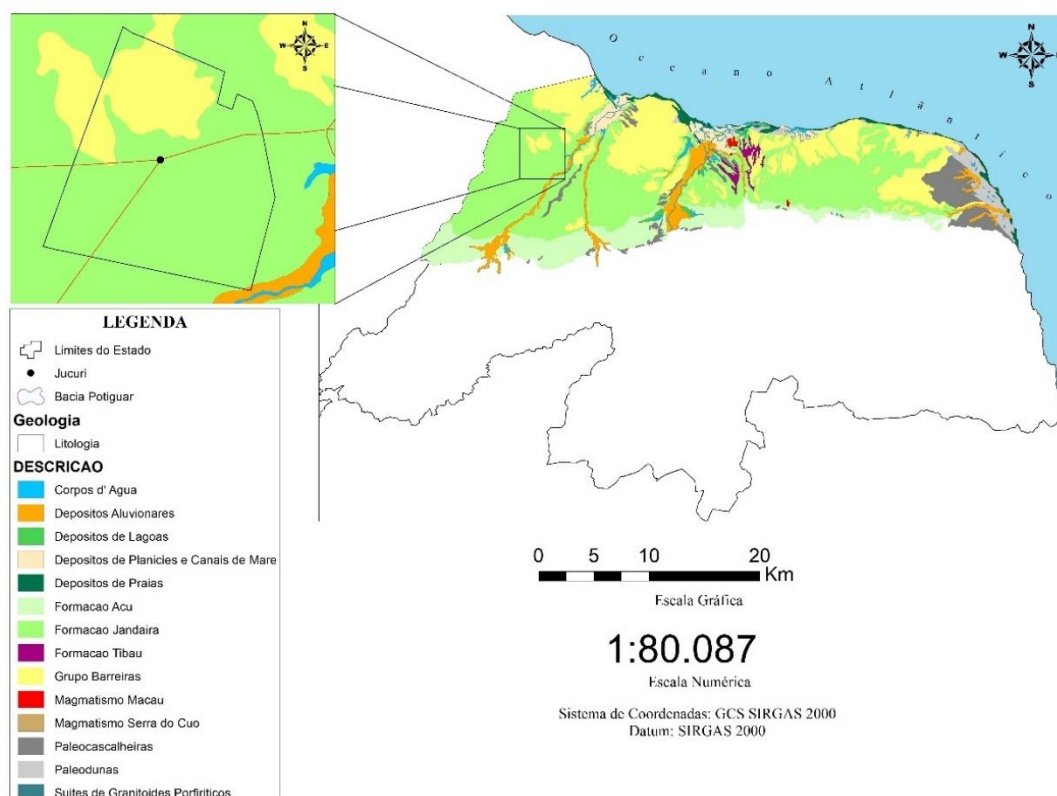 N
W E
S
N
W E
S
Oceano Atlântico
LEGENDA
Limites do Estado
Jucuri
Bacia Potiguar
Geologia
Litologia
DESCRICAO
Corpos d' Agua
Depositos Aluvionares
Depositos de Lagoas
Depositos de Planicies e Canais de Mare
Depositos de Praias
Formacao Acu
Formacao Jandaira
Formacao Tibau
Grupo Barreiras
Magmatismo Macau
Magmatismo Serra do Cuo
Paleocascalheiras
Paleodunas
Suites de Granitoides Porfiriticos
0 5 10 20
Km
Escala Gráfica
1:80.087
Escala Numérica
Sistema de Coordenadas: GCS SIRGAS 2000
Datum: SIRGAS 2000